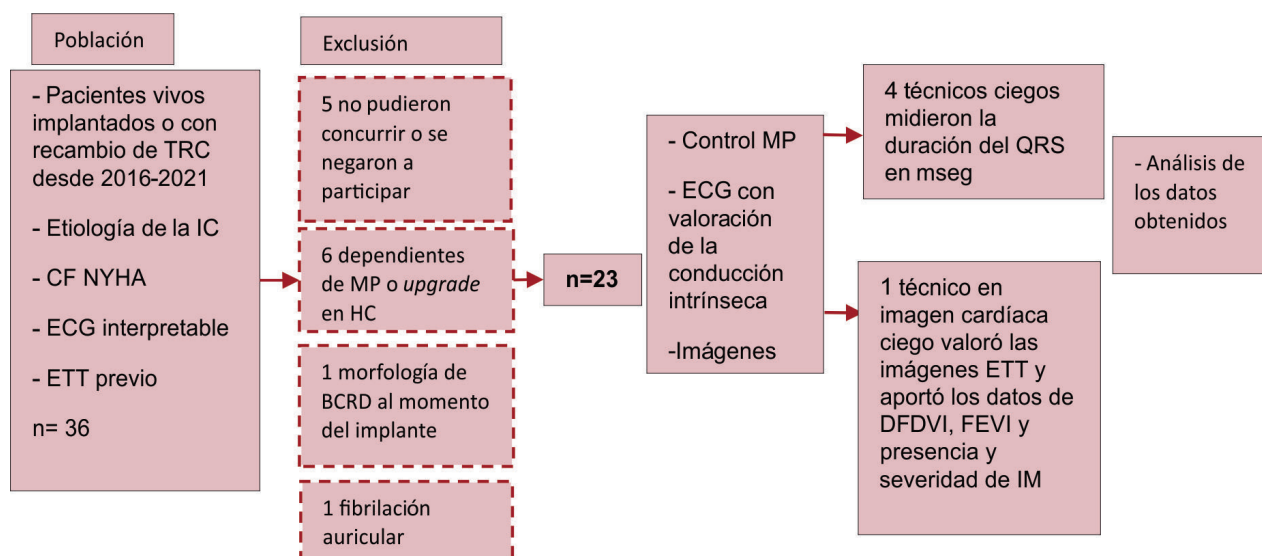 Población
- Pacientes vivos
implantados o con
recambio de TRC
desde 2016-2021
- Etiología de la IC
- CF NYHA
- ECG interpretable
- ETT previo
n= 36
Exclusión
5 no pudieron
concurrir o se
negaron a
participar
6 dependientes
de MP o upgrade
en HC
1 morfología de
BCRD al momento
del implante
1 fibrilación
auricular
n=23
- Control MP
- ECG con
valoración
de la
conducción
intrínseca
-Imágenes
4 técnicos ciegos
midieron la
duración del QRS
en mseg
1 técnico en
imagen cardíaca
ciego valoró las
imágenes ETT y
aportó los datos de
DFDVI, FEVI y
presencia y
severidad de IM
- Análisis de
los datos
obtenidos